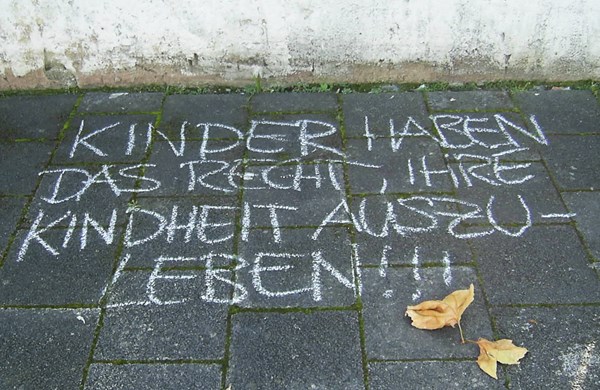 KINDER HABEN
DAS RECHT, IHRE
KINDHEIT AUSZU-
LEBEN!!!